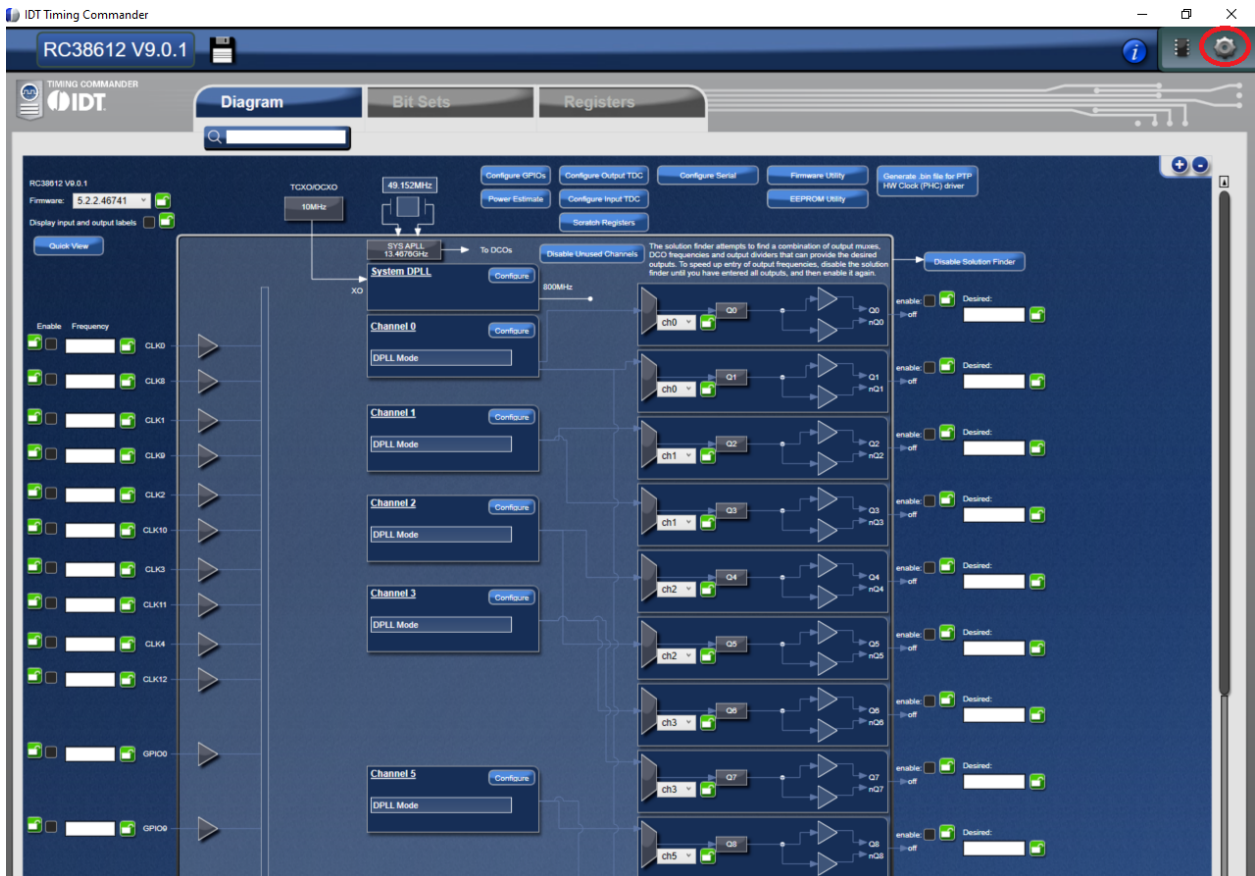 IDT Timing Commander
RC38612 V9.0.1
TIMING COMMANDER
IDT
Diagram
Bit Sets
Registers
Configure GPIOs
Configure Output TDC
Configure Serial
Firmware Utility
Generate .bin file for PTP
HW Clock (PHC) driver
Power Estimate
Configure Input TDC
EEPROM Utility
Scratch Registers
RC38612 V9.0.1
Firmware: 5.2.2.46741
Display input and output labels
Quick View
TCXO/OCXO
10MHz
49.152MHz
SYS APLL
13.4676GHz
To DCOs
Disable Unused Channels
The solution finder attempts to find a combination of output muxes,
DCO frequencies and output dividers that can provide the desired
outputs. To speed up entry of output frequencies, disable the solution
finder until you have entered all outputs, and then enable it again.
Disable Solution Finder
XO
System DPLL
Configure
800MHz
Enable Frequency
CLK0
CLK8
CLK1
CLK9
CLK2
CLK10
CLK3
CLK11
CLK4
CLK12
GPIO0
GPIO9
Channel 0
Configure
DPLL Mode
Channel 1
Configure
DPLL Mode
Channel 2
Configure
DPLL Mode
Channel 3
Configure
DPLL Mode
Channel 5
Configure
DPLL Mode
ch0 Q0 Q0 nQ0
enable: Desired:
off
ch0 Q1 Q1 nQ1
enable: Desired:
off
ch1 Q2 Q2 nQ2
enable: Desired:
off
ch1 Q3 Q3 nQ3
enable: Desired:
off
ch2 Q4 Q4 nQ4
enable: Desired:
off
ch2 Q5 Q5 nQ5
enable: Desired:
off
ch3 Q6 Q6 nQ6
enable: Desired:
off
ch3 Q7 Q7 nQ7
enable: Desired:
off
ch5 Q8 Q8 nQ8
enable: Desired:
off